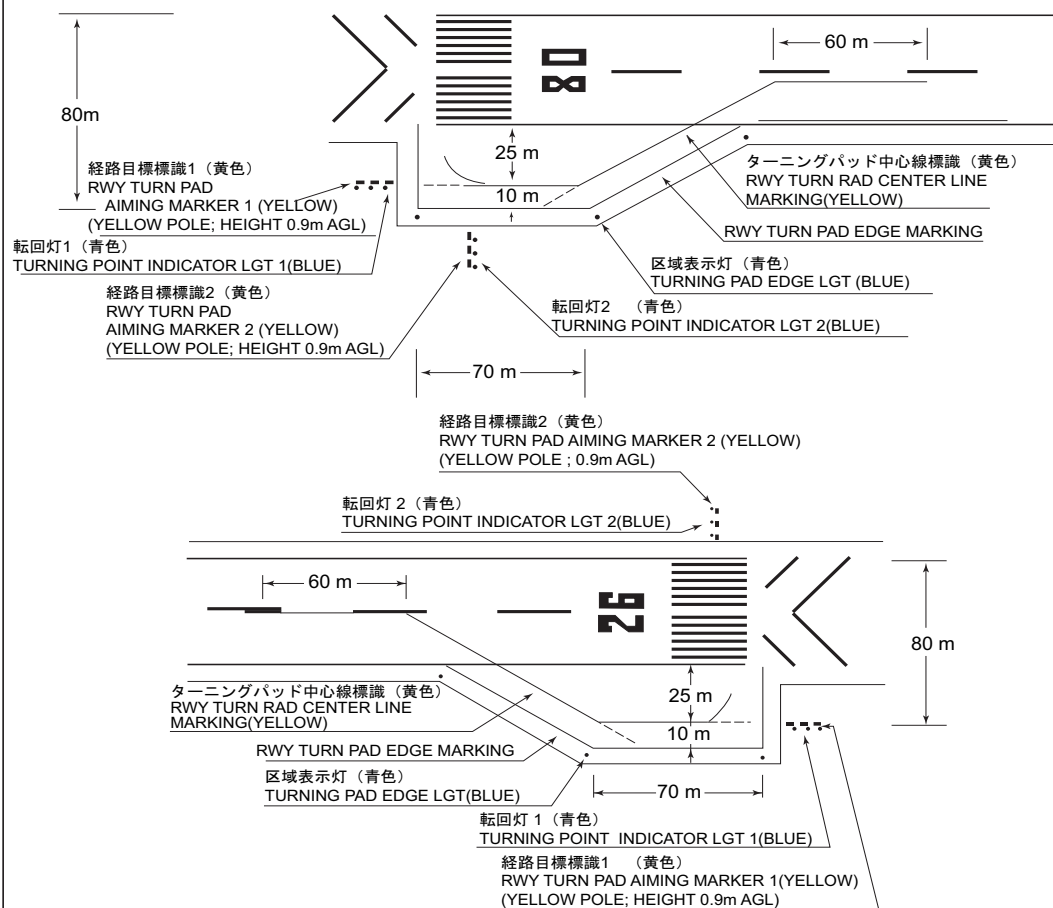 60 m
80m
08
25 m
10 m
経路目標標識1（黄色）
RWY TURN PAD
AIMING MARKER 1 (YELLOW)
(YELLOW POLE; HEIGHT 0.9m AGL)
転回灯1（青色）
TURNING POINT INDICATOR LGT 1(BLUE)
経路目標標識2（黄色）
RWY TURN PAD
AIMING MARKER 2 (YELLOW)
(YELLOW POLE; HEIGHT 0.9m AGL)
ターニングパッド中心線標識（黄色）
RWY TURN RAD CENTER LINE
MARKING(YELLOW)
RWY TURN PAD EDGE MARKING
区域表示灯（青色）
TURNING PAD EDGE LGT (BLUE)
転回灯2 （青色）
TURNING POINT INDICATOR LGT 2(BLUE)
70 m
経路目標標識2（黄色）
RWY TURN PAD AIMING MARKER 2 (YELLOW)
(YELLOW POLE ; 0.9m AGL)
転回灯 2（青色）
TURNING POINT INDICATOR LGT 2(BLUE)
60 m
26
80 m
25 m
10 m
ターニングパッド中心線標識（黄色）
RWY TURN RAD CENTER LINE
MARKING(YELLOW)
RWY TURN PAD EDGE MARKING
区域表示灯（青色）
TURNING PAD EDGE LGT(BLUE)
70 m
転回灯 1（青色）
TURNING POINT INDICATOR LGT 1(BLUE)
経路目標標識1 （黄色）
RWY TURN PAD AIMING MARKER 1(YELLOW)
(YELLOW POLE; HEIGHT 0.9m AGL)